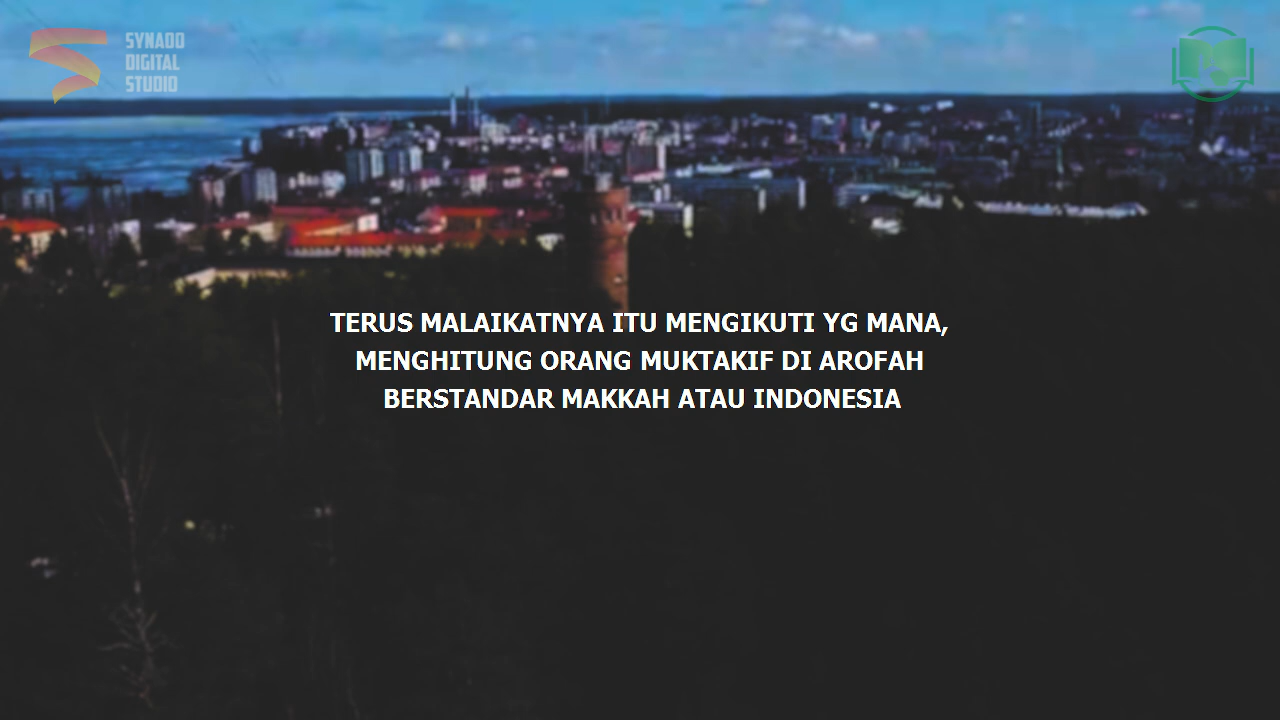 SYNADO
DIGITAL
STUDIO
TERUS MALAIKATNYA ITU MENGIKUTI YG MANA,
MENGHITUNG ORANG MUKTAKIF DI AROFAH
BERSTANDAR MAKKAH ATAU INDONESIA